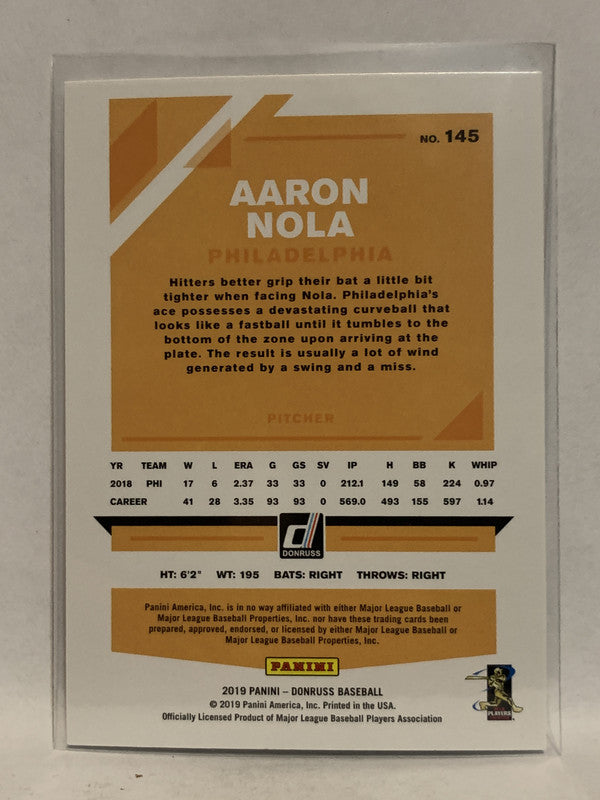 NO. 145
AARON
NOLA
PHILADELPHIA
Hitters better grip their bat a little bit
tighter when facing Nola. Philadelphia's
ace possesses a devastating curveball that
looks like a fastball until it tumbles to the
bottom of the zone upon arriving at the
plate. The result is usually a lot of wind
generated by a swing and a miss.
PITCHER
YR TEAM W L ERA G GS SV IP H BB K WHIP
2018 PHI 17 6 2.37 33 33 0 212.1 149 58 224 0.97
CAREER 41 28 3.35 93 93 0 569.0 493 155 597 1.14
DONRUSS
HT: 6'2" WT: 195 BATS: RIGHT THROWS: RIGHT
Panini America, Inc. is in no way affiliated with either Major League Baseball or
Major League Baseball Properties, Inc. nor have these trading cards been
prepared, approved, endorsed, or licensed by either Major League Baseball or
Major League Baseball Properties, Inc.
PANINI
2019 PANINI – DONRUSS BASEBALL
© 2019 Panini America, Inc. Printed in the USA.
Officially Licensed Product of Major League Baseball Players Association
PLAYERS